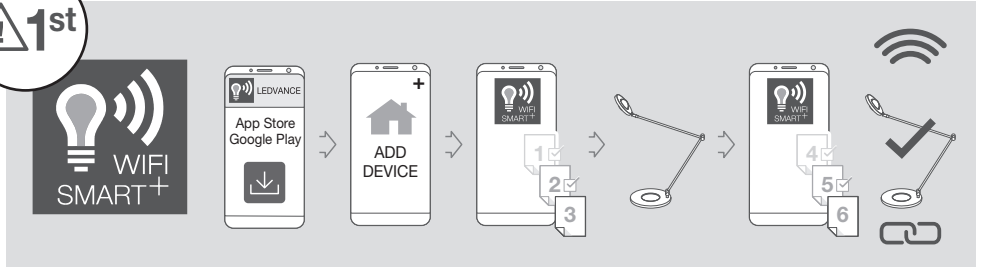 1st
WIFI
SMART+
LEDVANCE
App Store
Google Play
+
ADD
DEVICE
WIFI
SMART+
1
2
3
WIFI
SMART+
4
5
6